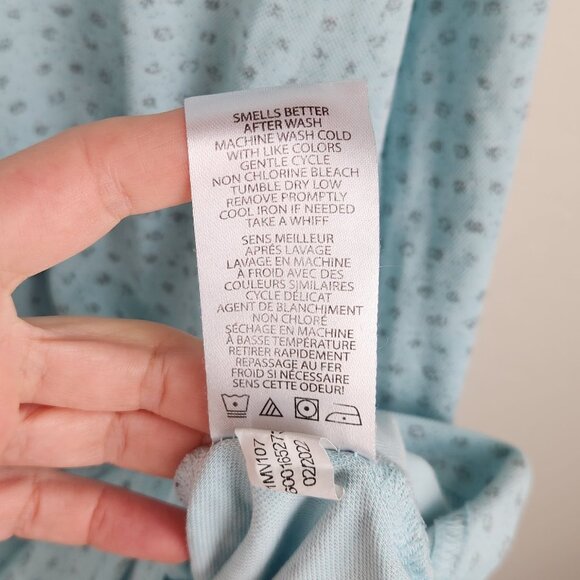 SMELLS BETTER
AFTER WASH
MACHINE WASH COLD
WITH LIKE COLORS
GENTLE CYCLE
NON CHLORINE BLEACH
TUMBLE DRY LOW
REMOVE PROMPTLY
COOL IRON IF NEEDED
TAKE A WHIFF
SENS MEILLEUR
APRÉS LAVAGE
LAVAGE EN MACHINE
À FROID AVEC DES
COULEURS SIMILAIRES
CYCLE DÉLICAT
AGENT DE BLANCHIMENT
NON CHLORÉ
SÉCHAGE EN MACHINE
À BASSE TEMPÉRATURE
RETIRER RAPIDEMENT
REPASSAGE AU FER
FROID SI NÉCESSAIRE
SENS CETTE ODEUR!
02/2022